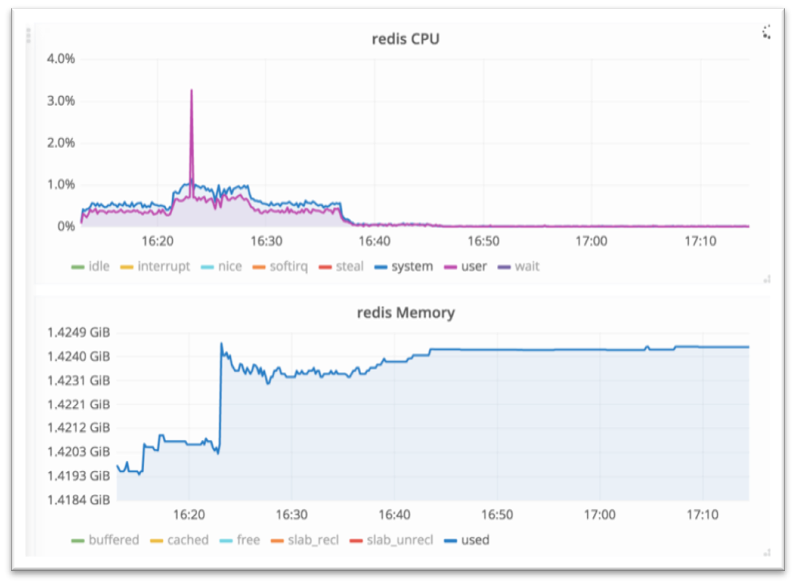 redis CPU
4.0%
3.0%
2.0%
1.0%
0%
16:20 16:30 16:40 16:50 17:00 17:10
idle interrupt nice softirq steal system user wait
redis Memory
1.4249 GiB
1.4240 GiB
1.4231 GiB
1.4221 GiB
1.4212 GiB
1.4203 GiB
1.4193 GiB
1.4184 GiB
16:20 16:30 16:40 16:50 17:00 17:10
buffered cached free slab_recl slab_unrecl used